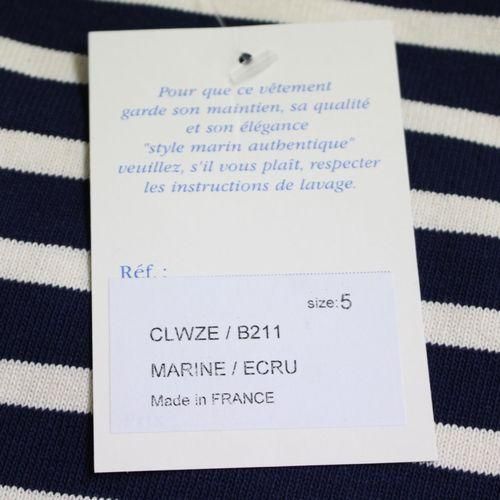 Pour que ce vêtement
garde son maintien, sa qualité
et son élégance
"style marin authentique"
veuillez, s'il vous plaît, respecter
les instructions de lavage.
Réf. :
size: 5
CLWZE / B211
MARINE / ECRU
Made in FRANCE